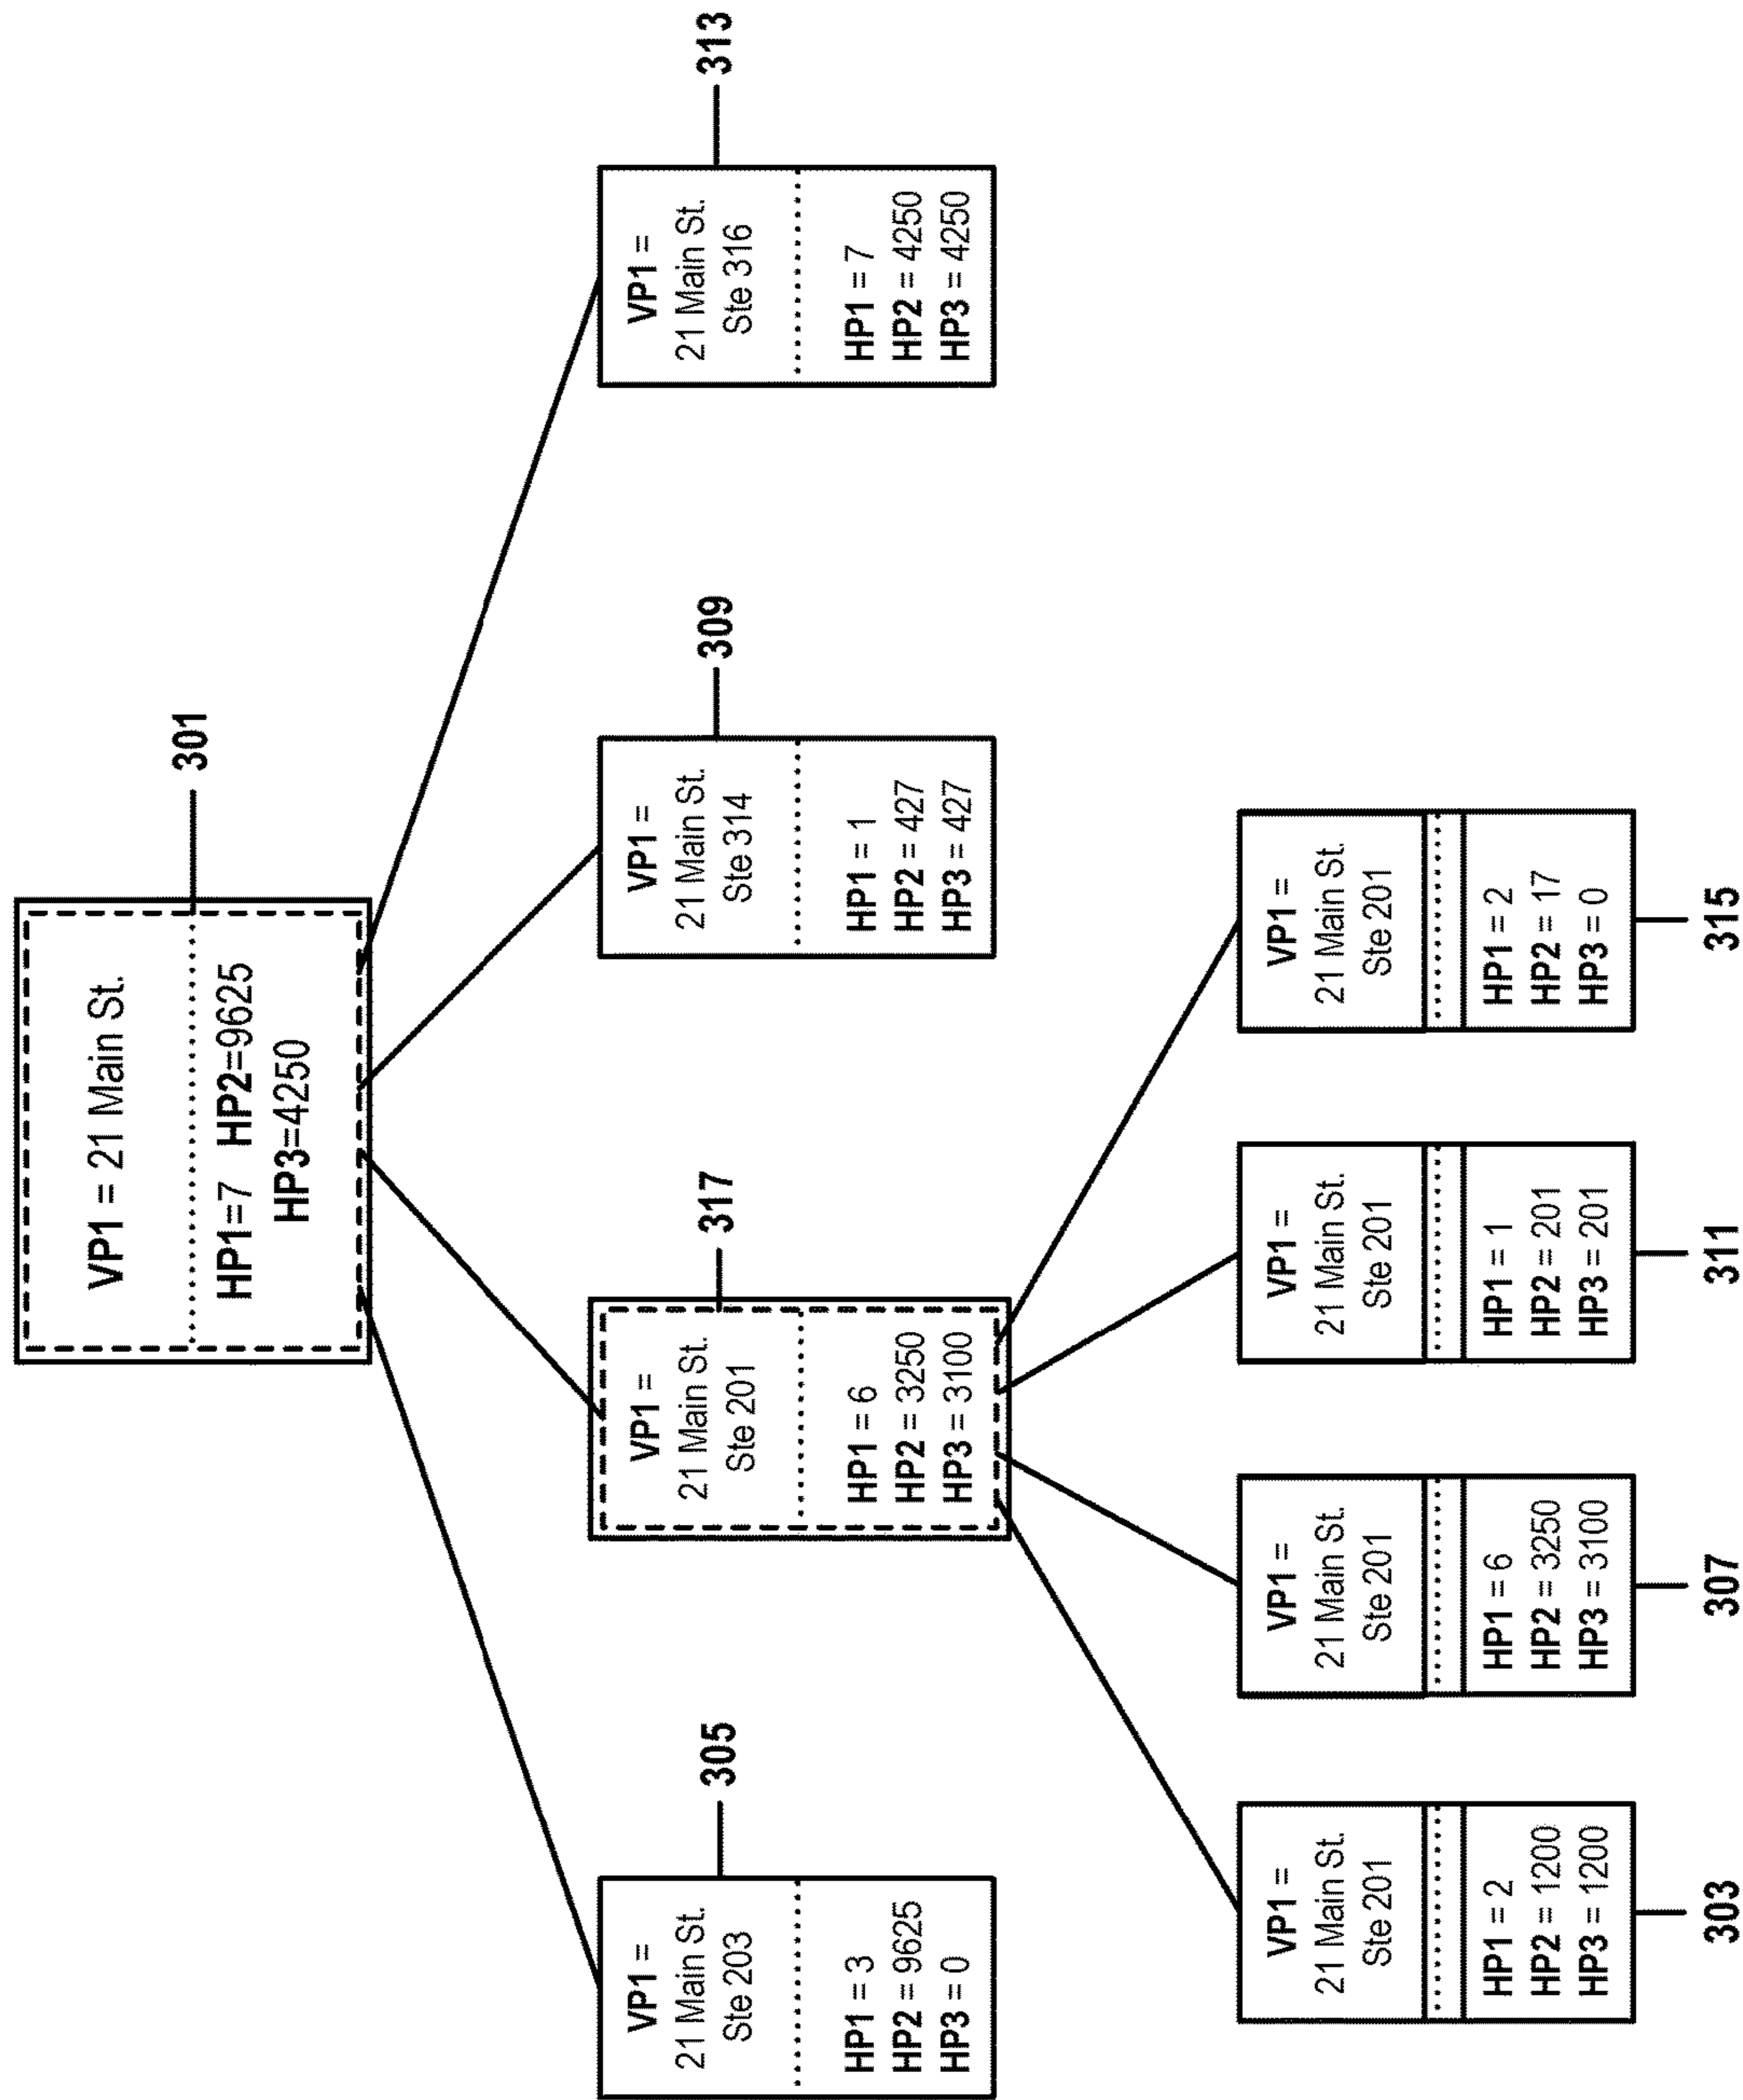 VP1 = 21 Main St.
HP1=7 HP2=9625
HP3=4250
301
VP1 =
21 Main St.
Ste 203
HP1 = 3
HP2 = 9625
HP3 = 0
305
VP1 =
21 Main St.
Ste 201
HP1 = 6
HP2 = 3250
HP3 = 3100
317
VP1 =
21 Main St.
Ste 314
HP1 = 1
HP2 = 427
HP3 = 427
309
VP1 =
21 Main St.
Ste 316
HP1 = 7
HP2 = 4250
HP3 = 4250
313
VP1 =
21 Main St.
Ste 201
HP1 = 2
HP2 = 1200
HP3 = 1200
303
VP1 =
21 Main St.
Ste 201
HP1 = 6
HP2 = 3250
HP3 = 3100
307
VP1 =
21 Main St.
Ste 201
HP1 = 1
HP2 = 201
HP3 = 201
311
VP1 =
21 Main St.
Ste 201
HP1 = 2
HP2 = 17
HP3 = 0
315